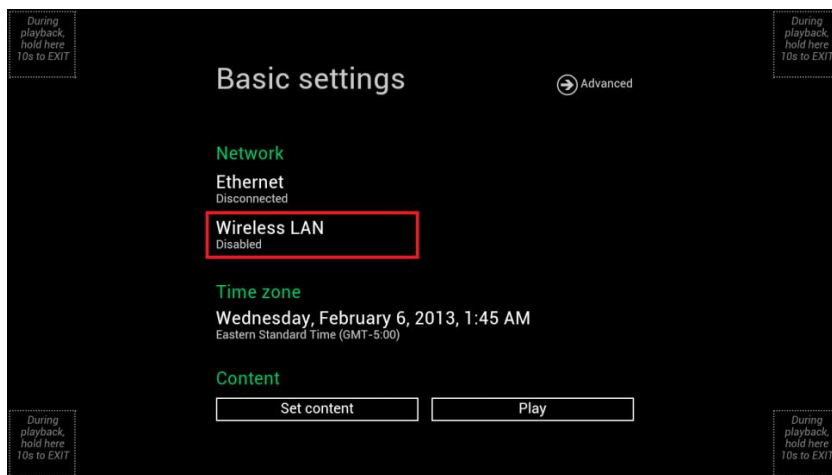 During
playback,
hold here
10s to EXIT
During
playback,
hold here
10s to EXIT
Basic settings
Advanced
Network
Ethernet
Disconnected
Wireless LAN
Disabled
Time zone
Wednesday, February 6, 2013, 1:45 AM
Eastern Standard Time (GMT-5:00)
Content
Set content
Play
During
playback,
hold here
10s to EXIT
During
playback,
hold here
10s to EXIT